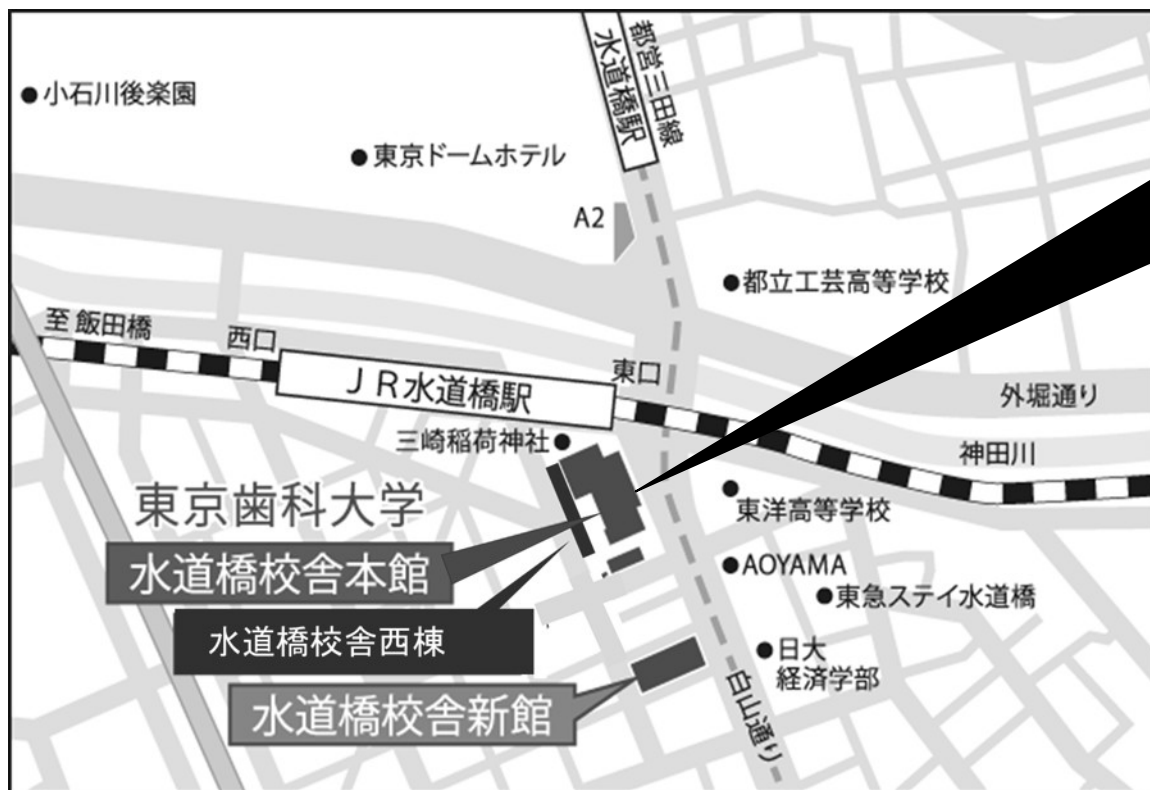 都営三田線
水道橋駅
小石川後楽園
東京ドームホテル
A2
都立工芸高等学校
至 飯田橋
西口
JR水道橋駅
東口
外堀通り
神田川
三崎稲荷神社
東京歯科大学
水道橋校舎本館
水道橋校舎西棟
水道橋校舎新館
東洋高等学校
AOYAMA
東急ステイ水道橋
日大
経済学部
白山通り